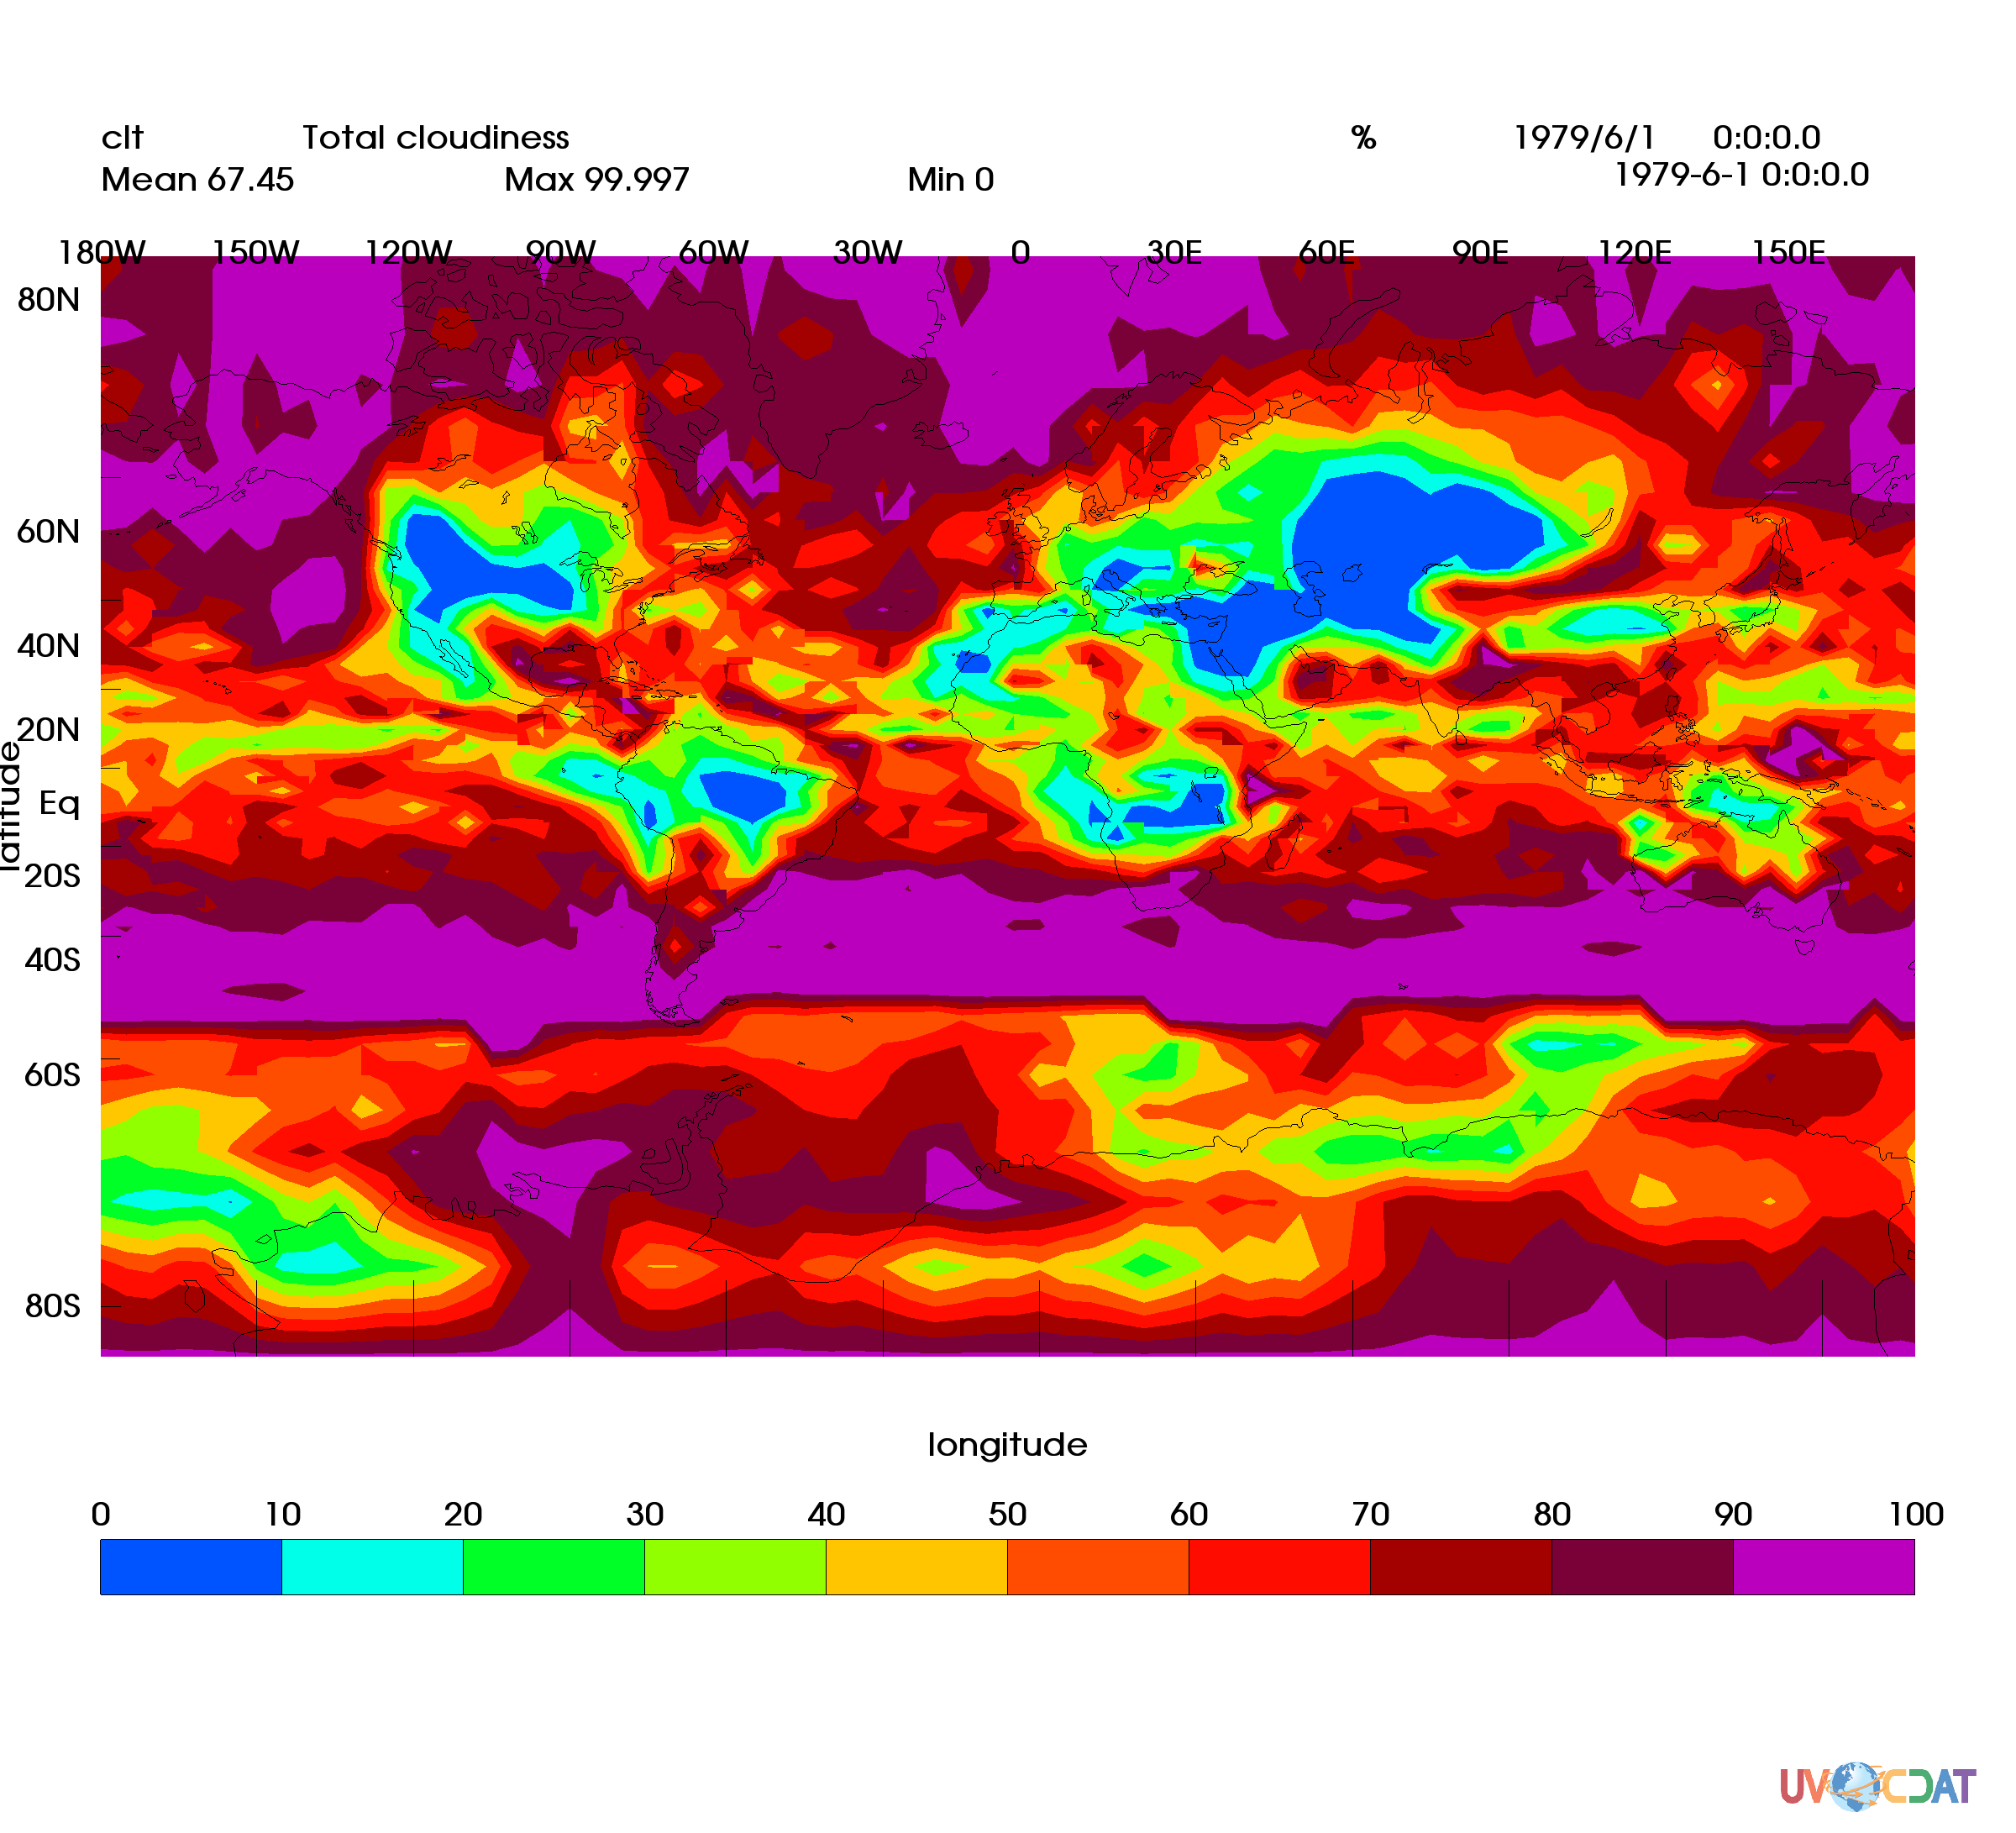 clt Total cloudiness % 1979/6/1 0:0:0.0
Mean 67.45 Max 99.997 Min 0 1979-6-1 0:0:0.0
180W 150W 120W 90W 60W 30W 0 30E 60E 90E 120E 150E
80N
60N
40N
20N
latitude
Eq
20S
40S
60S
80S
longitude
0 10 20 30 40 50 60 70 80 90 100
UV CDAT